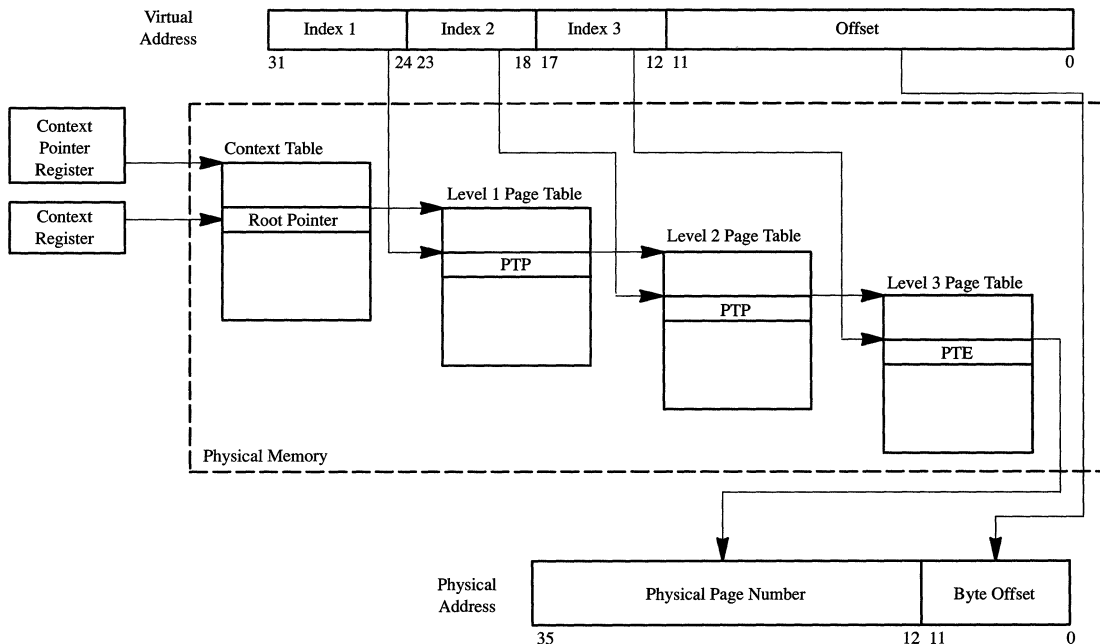 Virtual
Address
Index 1
Index 2
Index 3
Offset
31
24 23
18 17
12 11
0
Context
Pointer
Register
Context
Register
Context Table
Root Pointer
Level 1 Page Table
PTP
Level 2 Page Table
PTP
Level 3 Page Table
PTE
Physical Memory
Physical
Address
Physical Page Number
Byte Offset
35
12 11
0